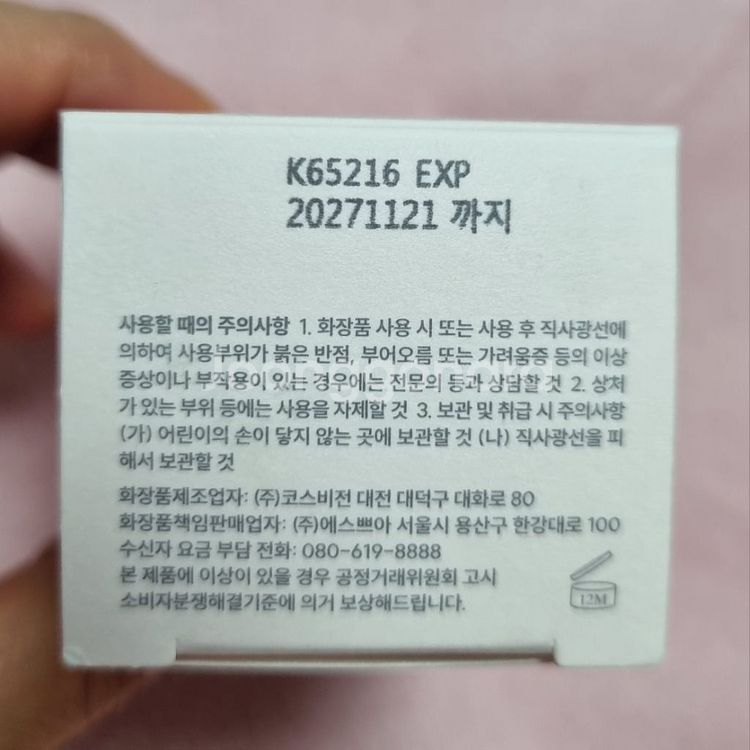 K65216 EXP
20271121 까지
사용할 때의 주의사항 1. 화장품 사용 시 또는 사용 후 직사광선에
의하여 사용부위가 붉은 반점, 부어오름 또는 가려움증 등의 이상
증상이나 부작용이 있는 경우에는 전문의 등과 상담할 것 2. 상처
가 있는 부위 등에는 사용을 자제할 것 3. 보관 및 취급 시 주의사항
(가) 어린이의 손이 닿지 않는 곳에 보관할 것 (나) 직사광선을 피
해서 보관할 것
화장품제조업자: (주)코스비전 대전 대덕구 대화로 80
화장품책임판매업자: (주)에스쁘아 서울시 용산구 한강대로 100
수신자 요금 부담 전화: 080-619-8888
본 제품에 이상이 있을 경우 공정거래위원회 고시
소비자분쟁해결기준에 의거 보상해드립니다.
12M